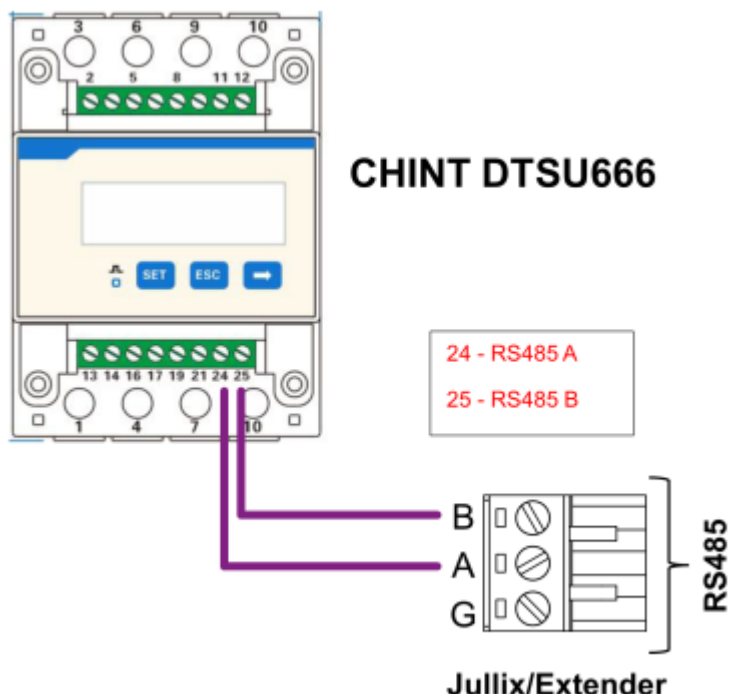 3 6 9 10
2 5 8 11 12
CHINT DTSU666
SET ESC
24 - RS485 A
25 - RS485 B
13 14 16 17 19 21 24 25
1 4 7 10
B
A
G
RS485
Jullix/Extender